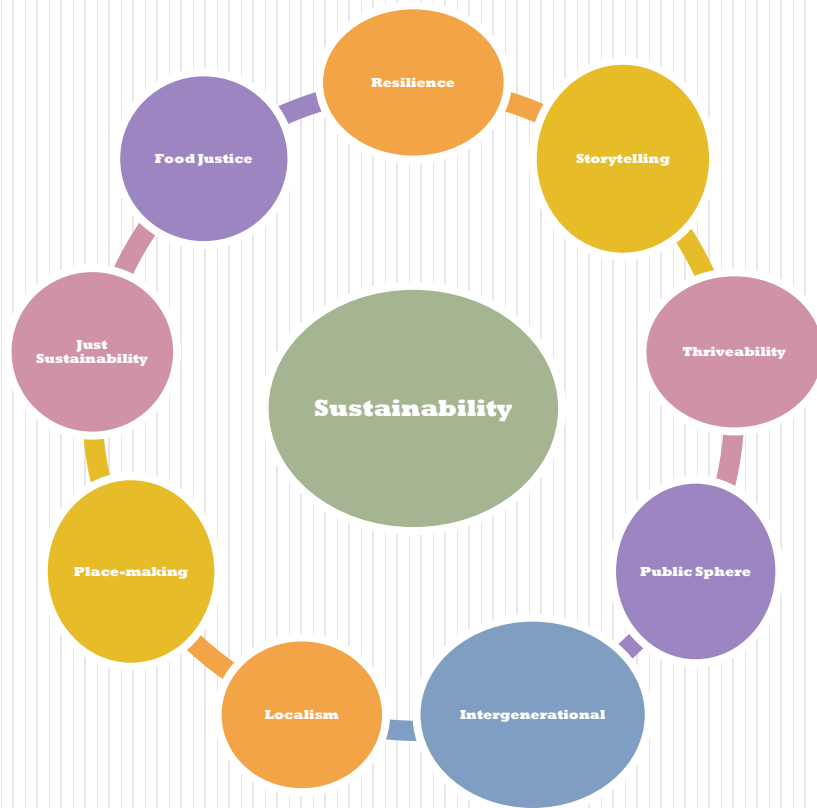 Resilience
Storytelling
Food Justice
Thriveability
Just
Sustainability
Sustainability
Public Sphere
Place-making
Intergenerational
Localism